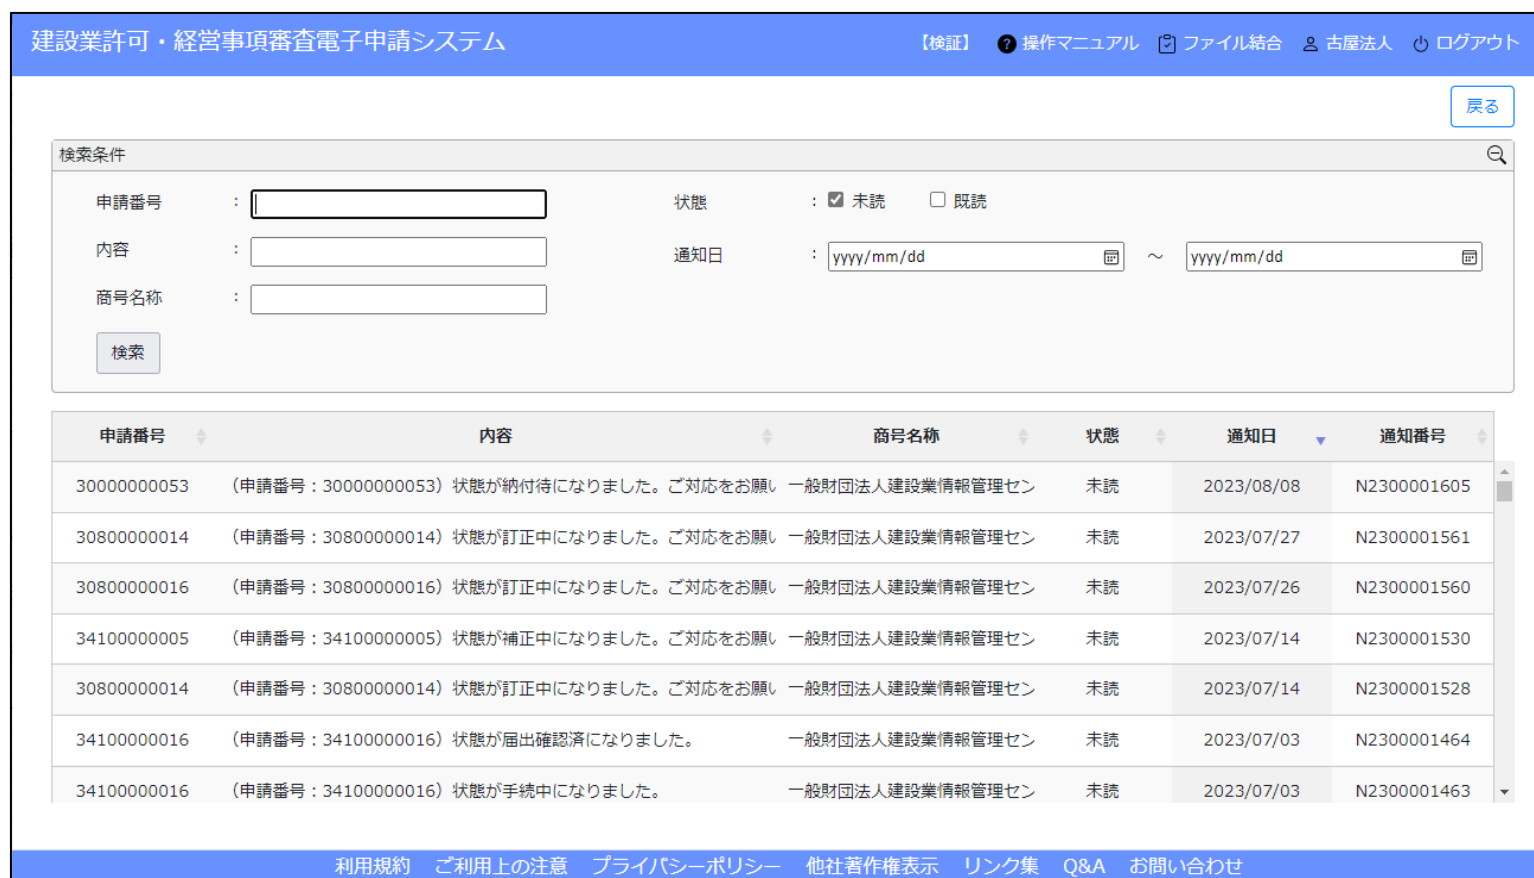 建設業許可・経営事項審査電子申請システム 【検証】 操作マニュアル ファイル結合 古屋法人 ログアウト
戻る
検索条件
申請番号 : 状態 : 未読 既読
内容 : 通知日 : yyyy/mm/dd ～ yyyy/mm/dd
商号名称 :
検索
申請番号 内容 商号名称 状態 通知日 通知番号
30000000053 （申請番号：30000000053）状態が納付待になりました。ご対応をお願い 一般財団法人建設業情報管理セン 未読 2023/08/08 N2300001605
30800000014 （申請番号：30800000014）状態が訂正中になりました。ご対応をお願い 一般財団法人建設業情報管理セン 未読 2023/07/27 N2300001561
30800000016 （申請番号：30800000016）状態が訂正中になりました。ご対応をお願い 一般財団法人建設業情報管理セン 未読 2023/07/26 N2300001560
34100000005 （申請番号：34100000005）状態が補正中になりました。ご対応をお願い 一般財団法人建設業情報管理セン 未読 2023/07/14 N2300001530
30800000014 （申請番号：30800000014）状態が訂正中になりました。ご対応をお願い 一般財団法人建設業情報管理セン 未読 2023/07/14 N2300001528
34100000016 （申請番号：34100000016）状態が届出確認済になりました。 一般財団法人建設業情報管理セン 未読 2023/07/03 N2300001464
34100000016 （申請番号：34100000016）状態が手続中になりました。 一般財団法人建設業情報管理セン 未読 2023/07/03 N2300001463
利用規約 ご利用上の注意 プライバシーポリシー 他社著作権表示 リンク集 Q&A お問い合わせ